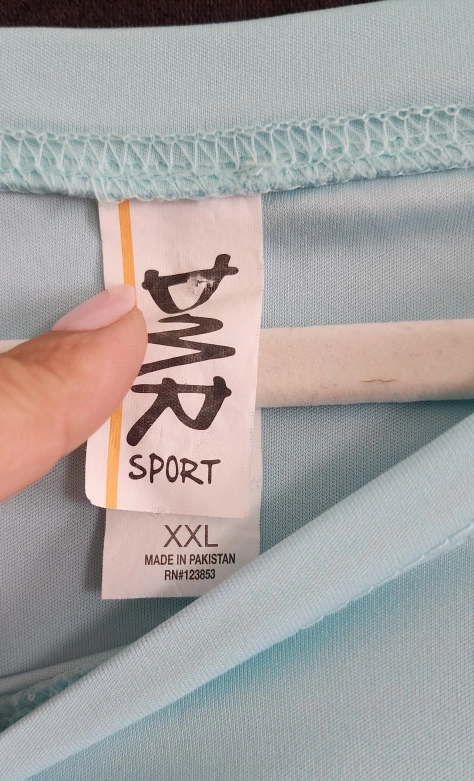 DMR
SPORT
XXL
MADE IN PAKISTAN
RN#123853